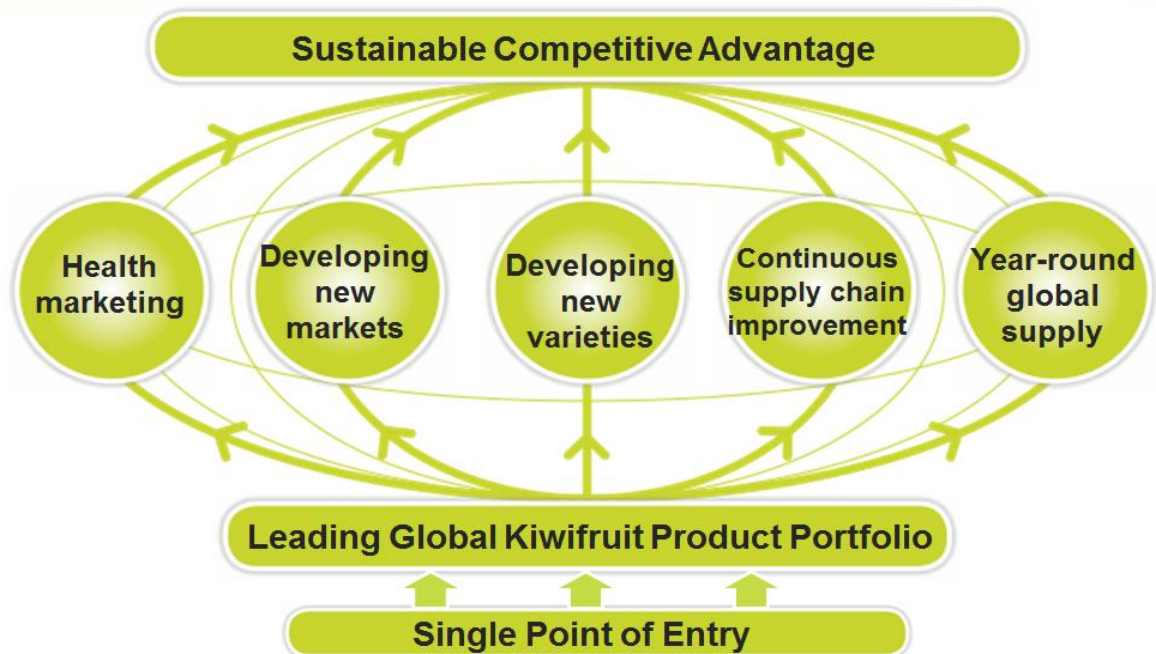 Sustainable Competitive Advantage
Health
marketing
Developing
new
markets
Developing
new
varieties
Continuous
supply chain
improvement
Year-round
global
supply
Leading Global Kiwifruit Product Portfolio
Single Point of Entry